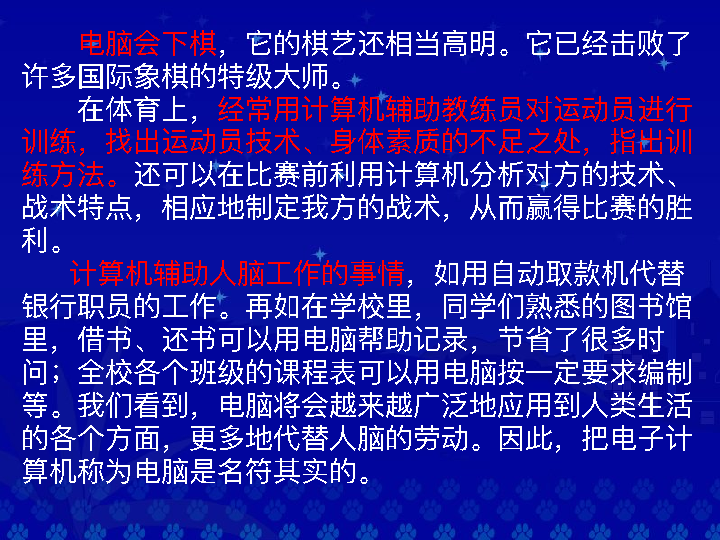 电脑会下棋，它的棋艺还相当高明。它已经击败了
许多国际象棋的特级大师。
在体育上，经常用计算机辅助教练员对运动员进行
训练，找出运动员技术、身体素质的不足之处，指出训
练方法。还可以在比赛前利用计算机分析对方的技术、
战术特点，相应地制定我方的战术，从而赢得比赛的胜
利。
计算机辅助人脑工作的事情，如用自动取款机代替
银行职员的工作。再如在学校里，同学们熟悉的图书馆
里，借书、还书可以用电脑帮助记录，节省了很多时
问；全校各个班级的课程表可以用电脑按一定要求编制
等。我们看到，电脑将会越来越广泛地应用到人类生活
的各个方面，更多地代替人脑的劳动。因此，把电子计
算机称为电脑是名符其实的。